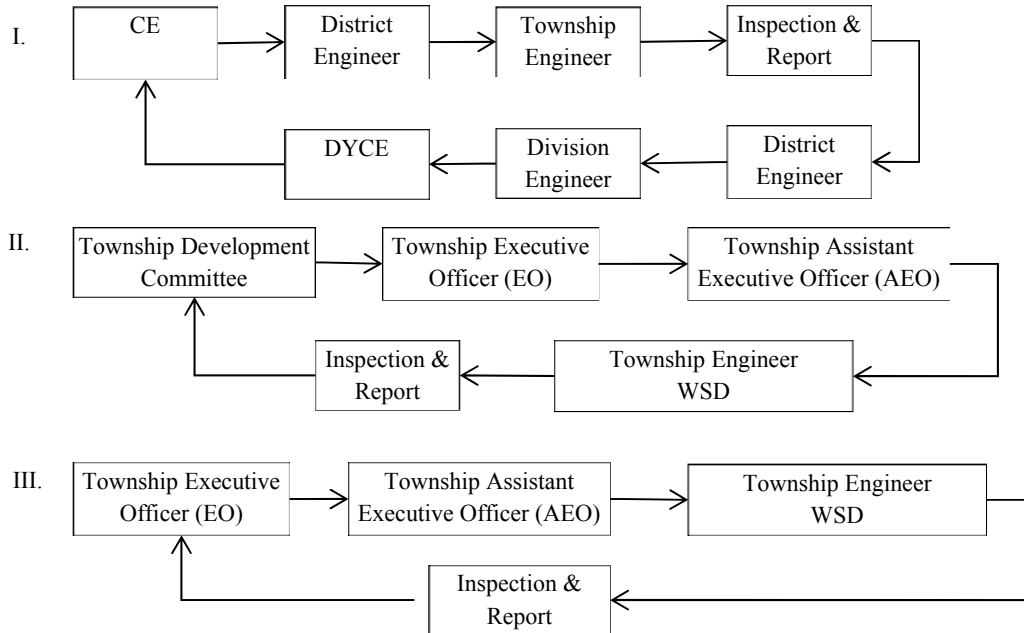 I.
CE
District
Engineer
Township
Engineer
Inspection &
Report
DYCE
Division
Engineer
District
Engineer
II.
Township Development
Committee
Township Executive
Officer (EO)
Township Assistant
Executive Officer (AEO)
Inspection &
Report
Township Engineer
WSD
III.
Township Executive
Officer (EO)
Township Assistant
Executive Officer (AEO)
Township Engineer
WSD
Inspection &
Report